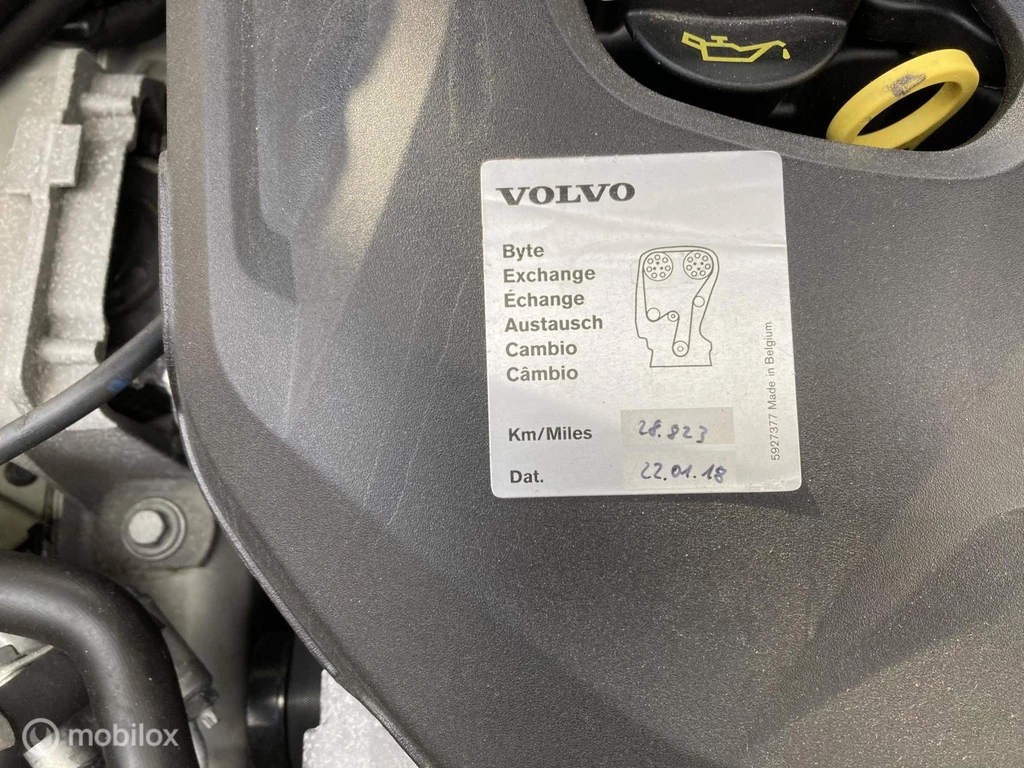 VOLVO
Byte
Exchange
Échange
Austausch
Cambio
Câmbio
Km/Miles 28.823
Dat. 22.01.18
5927377 Made in Belgium
mobilox